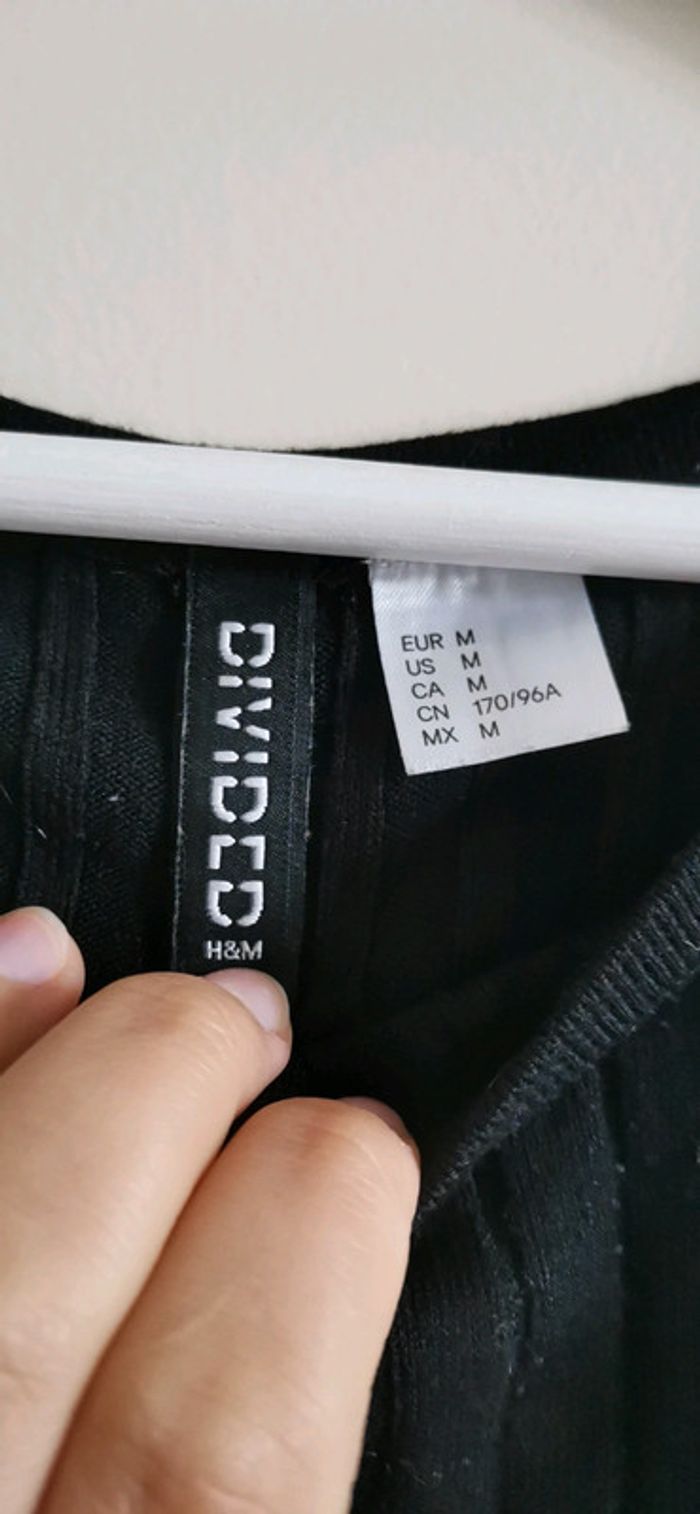 DIVIDED
H&M
EUR M
US M
CA M
CN 170/96A
MX M